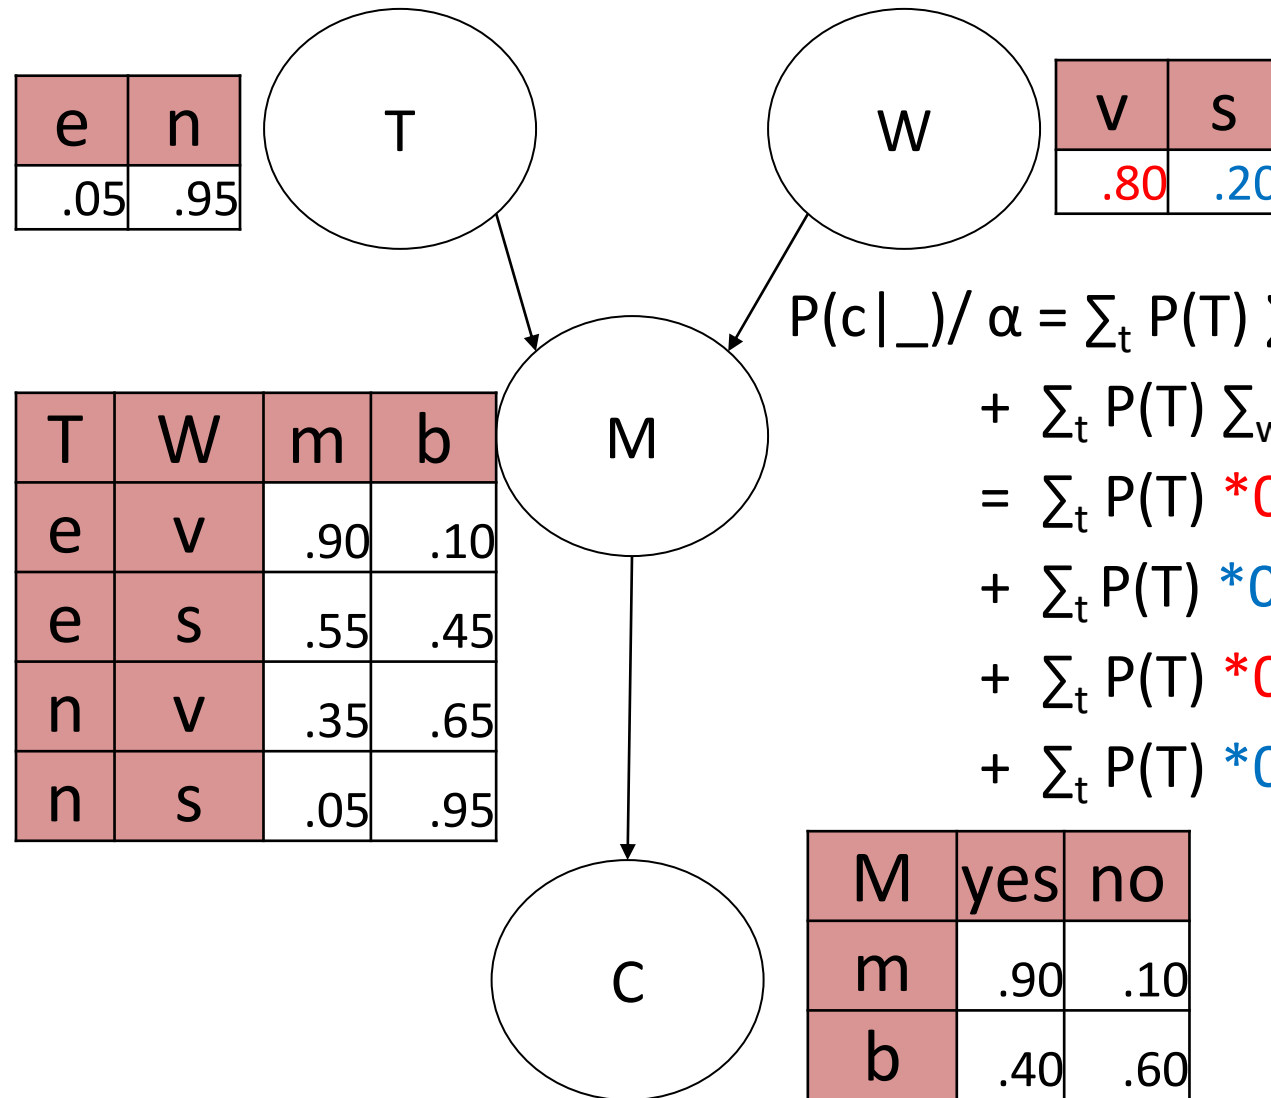 e n
.05 .95
T
W
v s
.80 .20
P(c|_)/ α = ∑t P(T)
+ ∑t P(T) ∑w
= ∑t P(T) *0
+ ∑t P(T) *0
+ ∑t P(T) *0
+ ∑t P(T) *0
T W m b
e v .90 .10
e s .55 .45
n v .35 .65
n s .05 .95
M
C
M yes no
m .90 .10
b .40 .60